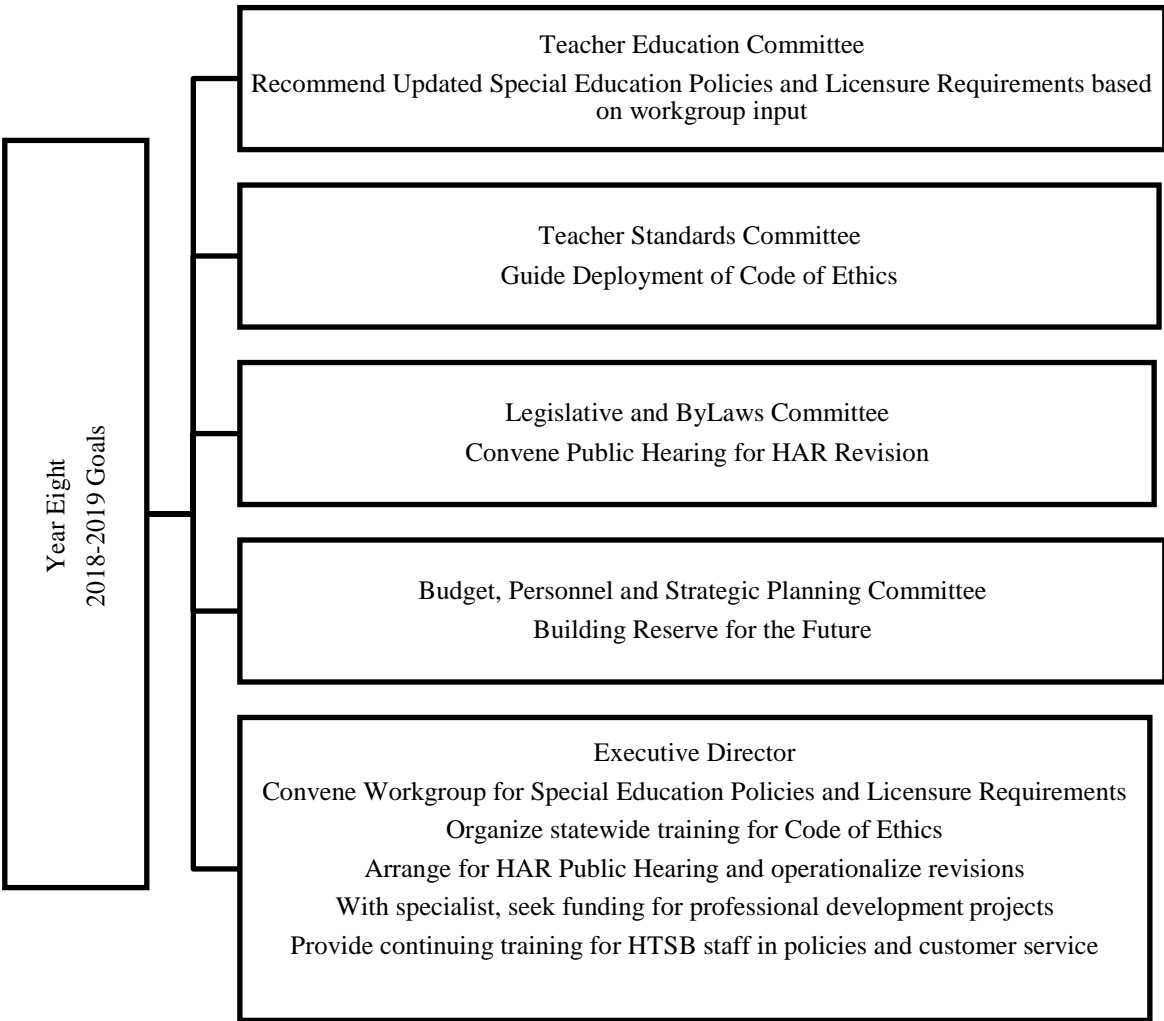 Year Eight
2018-2019 Goals
Teacher Education Committee
Recommend Updated Special Education Policies and Licensure Requirements based
on workgroup input
Teacher Standards Committee
Guide Deployment of Code of Ethics
Legislative and ByLaws Committee
Convene Public Hearing for HAR Revision
Budget, Personnel and Strategic Planning Committee
Building Reserve for the Future
Executive Director
Convene Workgroup for Special Education Policies and Licensure Requirements
Organize statewide training for Code of Ethics
Arrange for HAR Public Hearing and operationalize revisions
With specialist, seek funding for professional development projects
Provide continuing training for HTSB staff in policies and customer service